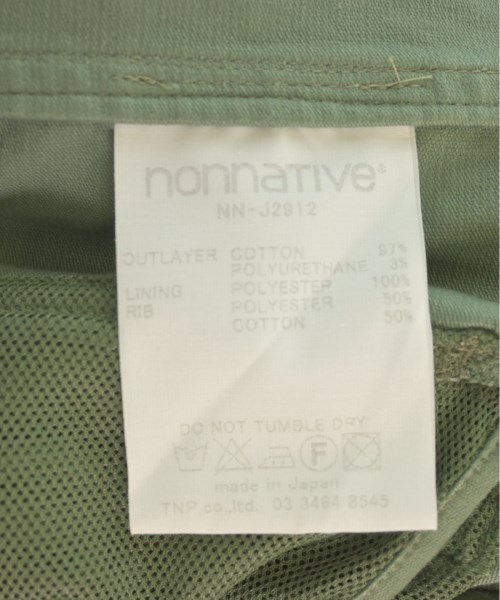 nonnative®
NN-J2912
OUTLAYER COTTON 97%
POLYURETHANE 3%
LINING POLYESTER 100%
RIB POLYESTER 50%
COTTON 50%
DO NOT TUMBLE DRY
F
made in Japan
TNP co.,ltd. 03 3464 8545